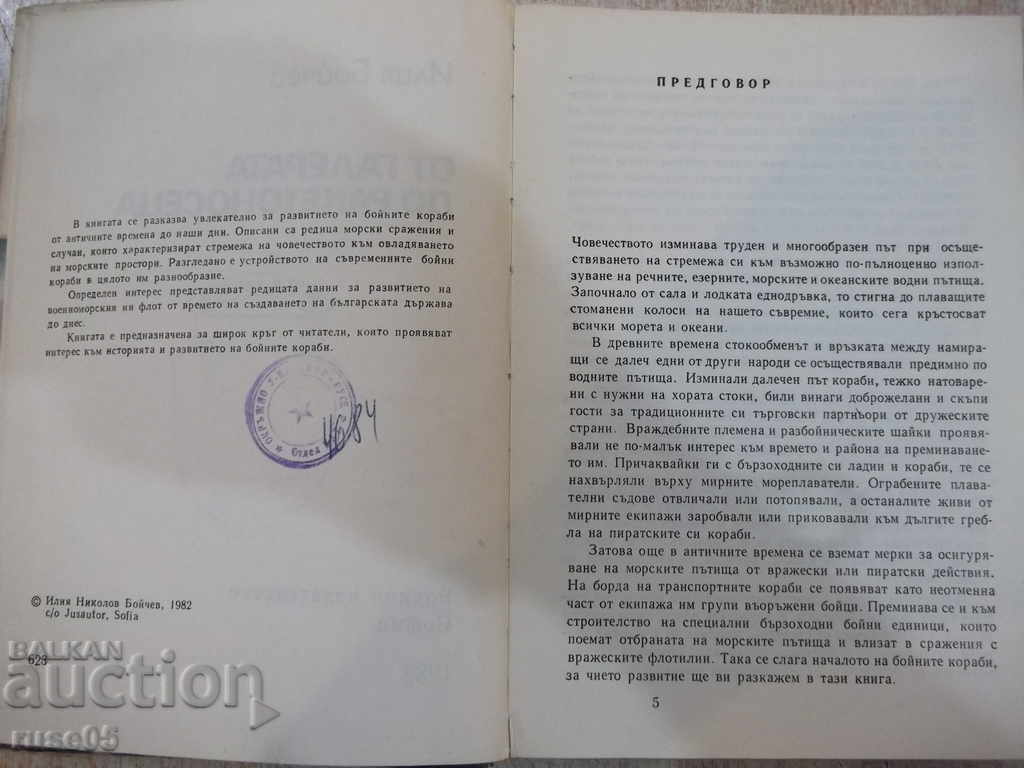 В книгата се разказва увлекателно за развитието на бойните кораби
от античните времена до наши дни. Описани са редица морски сражения и
случаи, които характеризират стремежа на човечеството към овладяването
на морските простори. Разгледано е устройството на съвременните бойни
кораби в цялото им разнообразие.
Определен интерес представляват редицата данни за развитието на
военноморския ни флот от времето на създаването на българската държава
до днес.
Книгата е предназначена за широк кръг от читатели, които проявяват
интерес към историята и развитието на бойните кораби.
ОКРЪЖНО
Отдел
4684
© Илия Николов Бойчев, 1982
c/o Jusautor, Sofia
623
BALKAN
auction
ruse05
ПРЕДГОВОР
Човечеството изминава труден и многообразен път при осъще-
ствяването на стремежа си към възможно по-пълноценно използ-
зуване на речните, езерните, морските и океанските водни пътища.
Започнало от сала и лодката еднодръвка, то стигна до плаващите
стоманени колоси на нашето съвремие, които сега кръстосват
всички морета и океани.
В древните времена стокообменът и връзката между намира-
щи се далеч едни от други народи се осъществявали предимно по
водните пътища. Изминали далечен път кораби, тежко натоваре-
ни с нужни на хората стоки, били винаги доброжелани и скъпи
гости за традиционните си търговски партньори от дружеските
страни. Враждебните племена и разбойническите шайки проявя-
вали не по-малък интерес към времето и района на преминаване-
то им. Причаквайки ги с бързоходните си ладии и кораби, те се
нахвърляли върху мирните мореплаватели. Ограбените плава-
телни съдове отвличали или потопявали, а останалите живи от
мирните екипажи заробвали или приковавали към дългите греб-
ла на пиратските си кораби.
Затова още в античните времена се вземат мерки за осигуря-
ване на морските пътища от вражески или пиратски действия.
На борда на транспортните кораби се появяват като неотменна
част от екипажа им групи въоръжени бойци. Преминава се и към
строителство на специални бързоходни бойни единици, които
поемат отбраната на морските пътища и влизат в сражения с
вражеските флотилии. Така се слага началото на бойните кораби,
за чието развитие ще ви разкажем в тази книга.
5